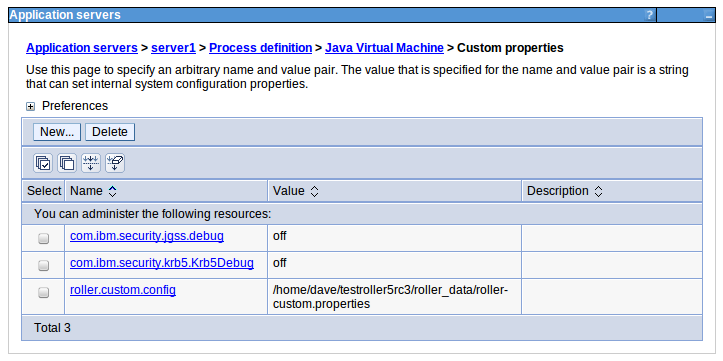 Application servers ? _
Application servers > server1 > Process definition > Java Virtual Machine > Custom properties
Use this page to specify an arbitrary name and value pair. The value that is specified for the name and value pair is a string
that can set internal system configuration properties.
Preferences
New... Delete
Select Name Value Description
You can administer the following resources:
com.ibm.security.jgss.debug off
com.ibm.security.krb5.Krb5Debug off
roller.custom.config /home/dave/testroller5rc3/roller_data/roller-
custom.properties
Total 3